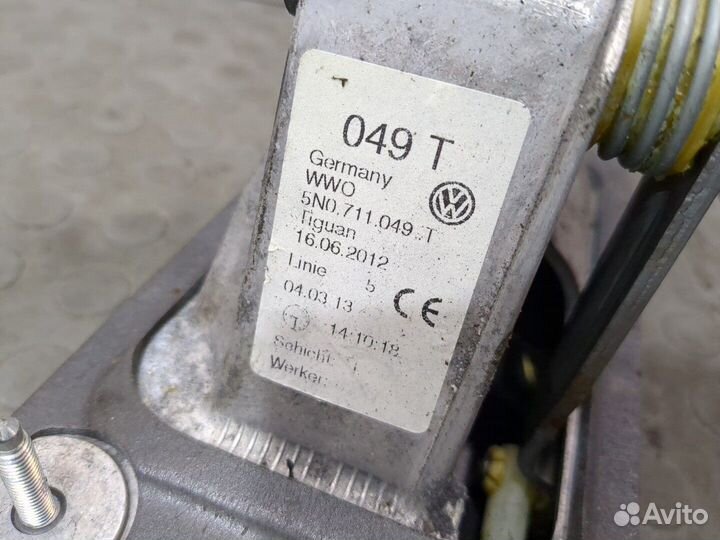 049 T
Germany
WWO
5N0.711.049 .T
Tiguan
16.06.2012
Linie 5
04.03.13
CE
1 14:10:18
Schicht
Werker:
Avito